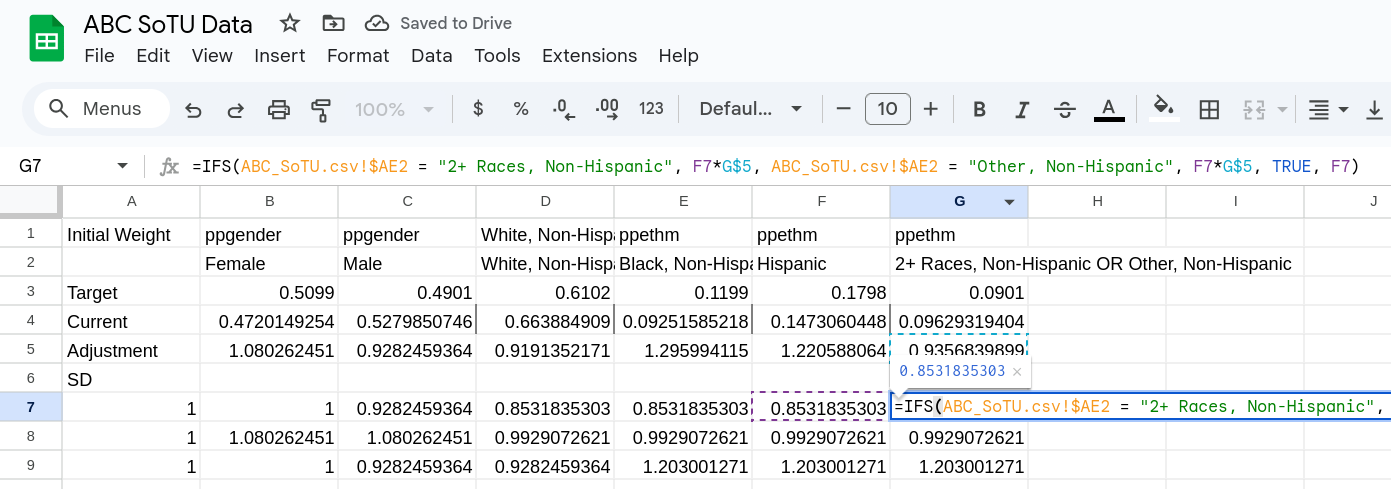 ABC SoTU Data Saved to Drive
File Edit View Insert Format Data Tools Extensions Help
Menus 100% $ % .0 .00 123 Defaul... 10 B I A
G7 fx =IFS(ABC_SoTU.csv!$AE2 = "2+ Races, Non-Hispanic", F7*G$5, ABC_SoTU.csv!$AE2 = "Other, Non-Hispanic", F7*G$5, TRUE, F7)
A B C D E F G H I J
1 Initial Weight ppgender ppgender White, Non-Hispa ppethm ppethm ppethm
2 Female Male White, Non-Hispa Black, Non-Hispa Hispanic 2+ Races, Non-Hispanic OR Other, Non-Hispanic
3 Target 0.5099 0.4901 0.6102 0.1199 0.1798 0.0901
4 Current 0.4720149254 0.5279850746 0.663884909 0.09251585218 0.1473060448 0.09629319404
5 Adjustment 1.080262451 0.9282459364 0.9191352171 1.295994115 1.220588064 0.9356839899
0.8531835303 ×
6 SD
7 1 1 0.9282459364 0.8531835303 0.8531835303 0.8531835303 =IFS(ABC_SoTU.csv!$AE2 = "2+ Races, Non-Hispanic",
8 1 1.080262451 1.080262451 0.9929072621 0.9929072621 0.9929072621 0.9929072621
9 1 1 0.9282459364 0.9282459364 1.203001271 1.203001271 1.203001271